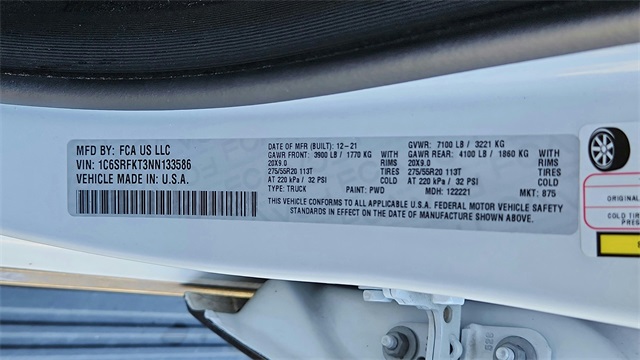 MFD BY: FCA US LLC
VIN: 1C6SRFKT3NN133586
VEHICLE MADE IN: U.S.A.
DATE OF MFR (BUILT): 12-21 GVWR: 7100 LB / 3221 KG
GAWR FRONT: 3900 LB / 1770 KG WITH GAWR REAR: 4100 LB / 1860 KG WITH
20X9.0 RIMS 20X9.0 RIMS
275/55R20 113T TIRES 275/55R20 113T TIRES
AT 220 kPa / 32 PSI COLD AT 220 kPa / 32 PSI COLD
TYPE: TRUCK PAINT: PWD MDH: 122221 MKT: 875
THIS VEHICLE CONFORMS TO ALL APPLICABLE U.S.A. FEDERAL MOTOR VEHICLE SAFETY
STANDARDS IN EFFECT ON THE DATE OF MANUFACTURE SHOWN ABOVE.
ORIGINAL
COLD TIR
PRES